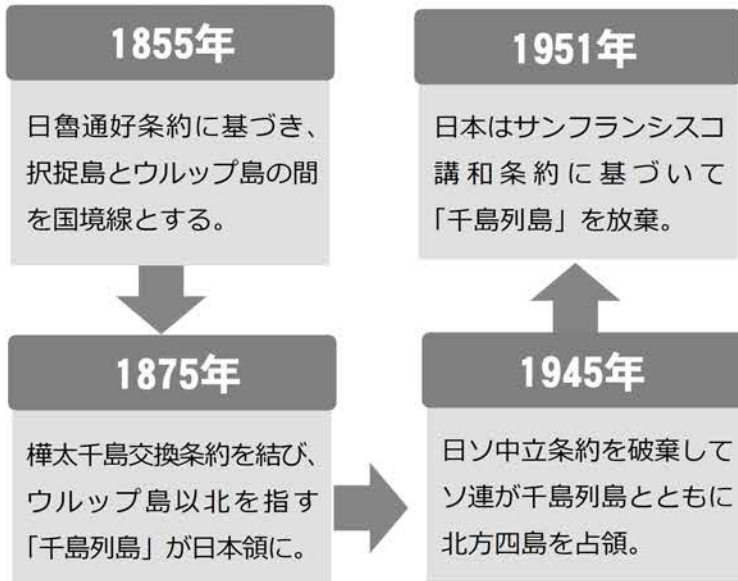 1855年
日魯通好条約に基づき、
択捉島とウルップ島の間
を国境線とする。
1875年
樺太千島交換条約を結び、
ウルップ島以北を指す
「千島列島」が日本領に。
1945年
日ソ中立条約を破棄して
ソ連が千島列島とともに
北方四島を占領。
1951年
日本はサンフランシスコ
講和条約に基づいて
「千島列島」を放棄。